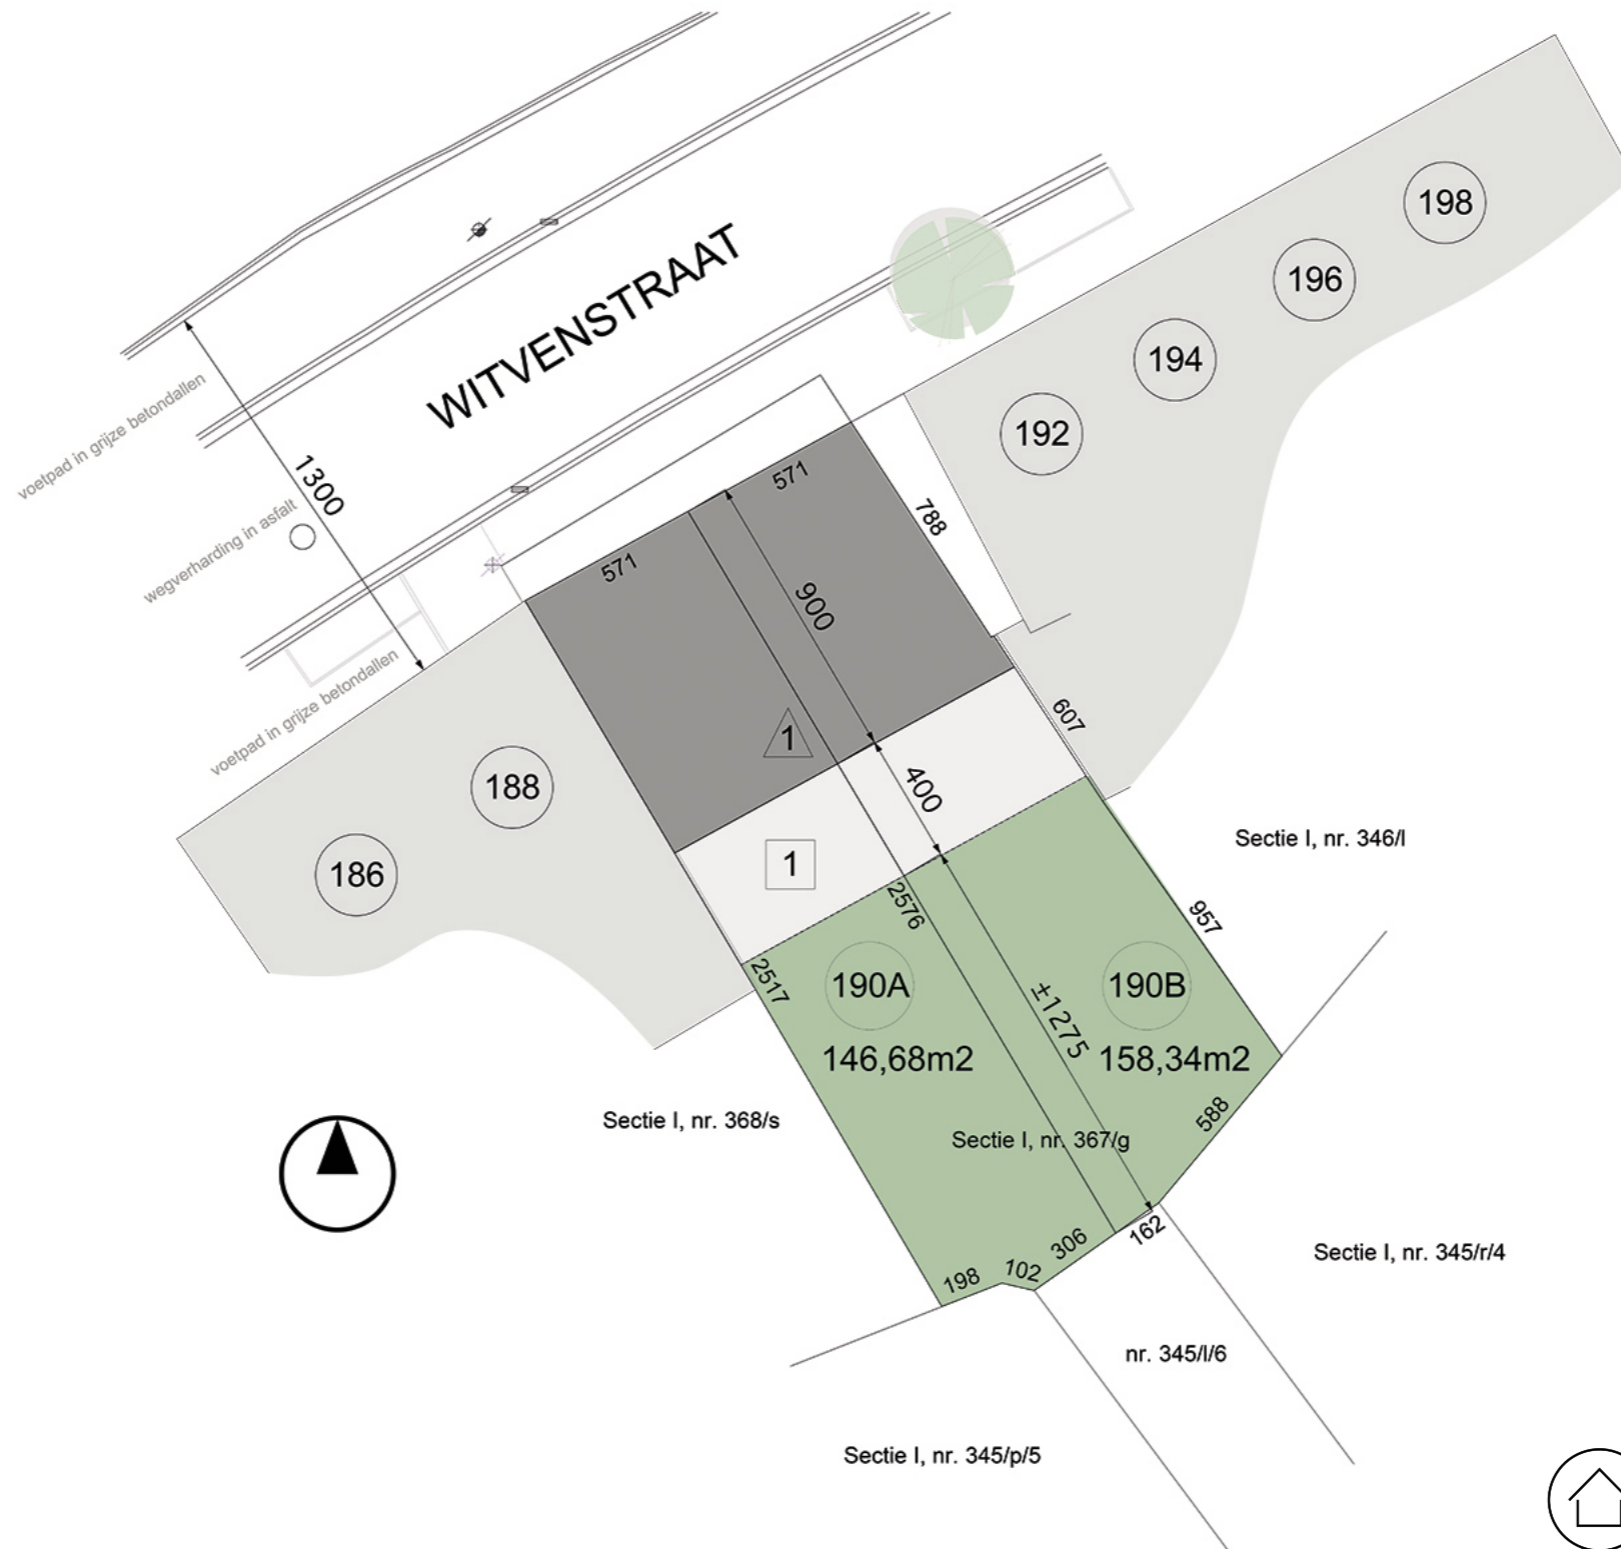 WITVENSTRAAT
198
196
194
192
voetpad in grijze betondallen
1300
wegverharding in asfalt
voetpad in grijze betondallen
571
571
788
900
607
400
1
1
188
186
Sectie I, nr. 346/l
2576
2517
957
190A
146,68m2
±1275
190B
158,34m2
Sectie I, nr. 368/s
Sectie I, nr. 367/g
588
162
306
102
198
Sectie I, nr. 345/r/4
nr. 345/l/6
Sectie I, nr. 345/p/5